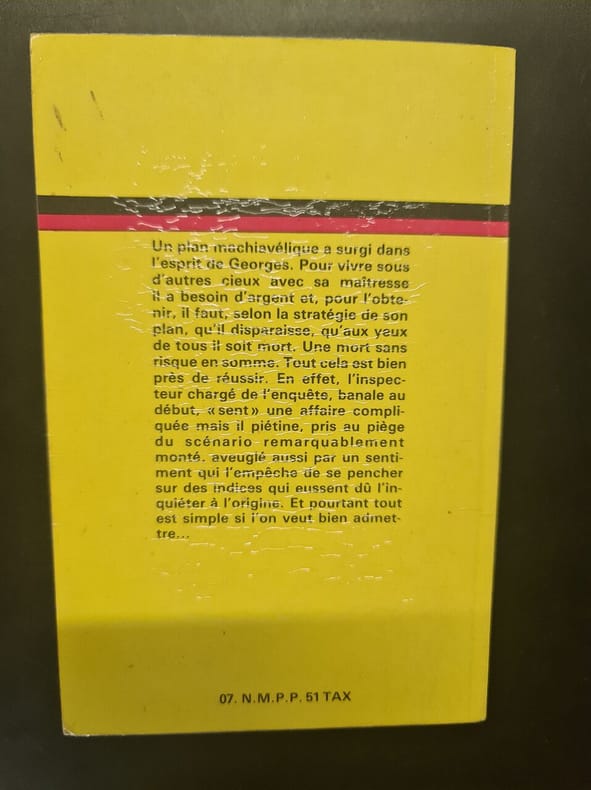 Un plan machiavélique a surgi dans
l'esprit de Georges. Pour vivre sous
d'autres cieux avec sa maîtresse
il a besoin d'argent et, pour l'obte-
nir, il faut, selon la stratégie de son
plan, qu'il disparaisse, qu'aux yeux
de tous il soit mort. Une mort sans
risque en somme. Tout cela est bien
près de réussir. En effet, l'inspec-
teur chargé de l'enquête, banale au
début, «sent» une affaire compli-
quée mais il piétine, pris au piège
du scénario remarquablement
monté, aveuglé aussi par un senti-
ment qui l'empêche de se pencher
sur des indices qui eussent dû l'in-
quiéter à l'origine. Et pourtant tout
est simple si l'on veut bien admet-
tre...
07. N.M.P.P. 51 TAX